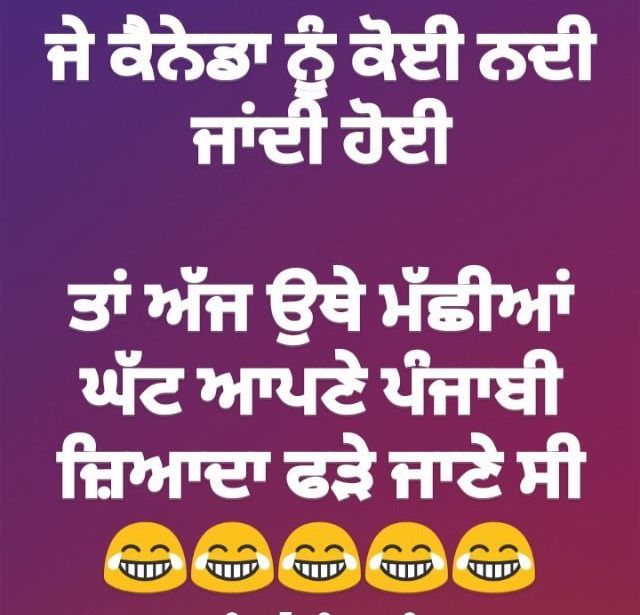 ਜੇ ਕੈਨੇਡਾ ਨੂੰ ਕੋਈ ਨਦੀ
ਜਾਂਦੀ ਹੋਈ
ਤਾਂ ਅੱਜ ਉਥੇ ਮੱਛੀਆਂ
ਘੱਟ ਆਪਣੇ ਪੰਜਾਬੀ
ਜ਼ਿਆਦਾ ਫੜੇ ਜਾਣੇ ਸੀ
😂😂😂😂😂